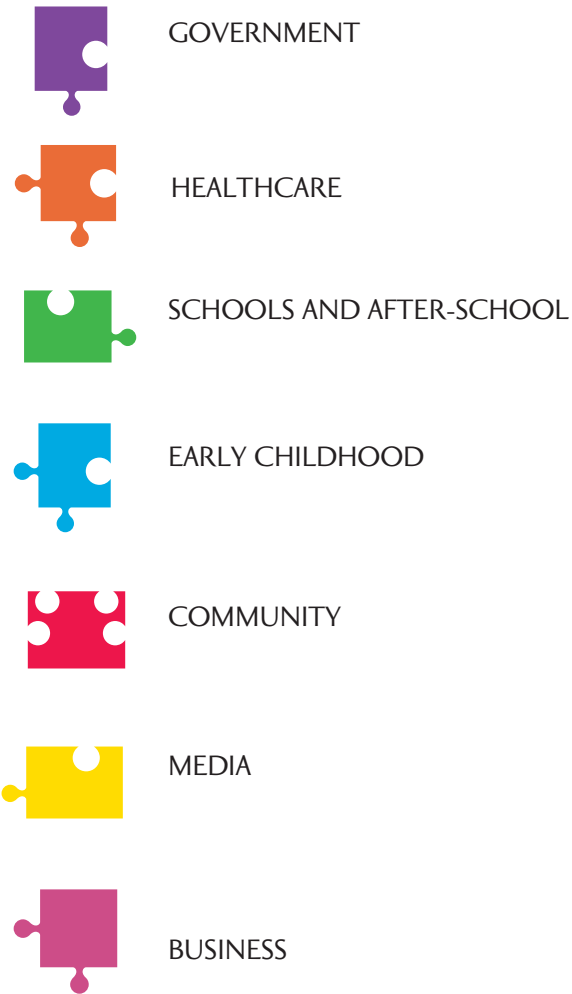 GOVERNMENT
HEALTHCARE
SCHOOLS AND AFTER-SCHOOL
EARLY CHILDHOOD
COMMUNITY
MEDIA
BUSINESS